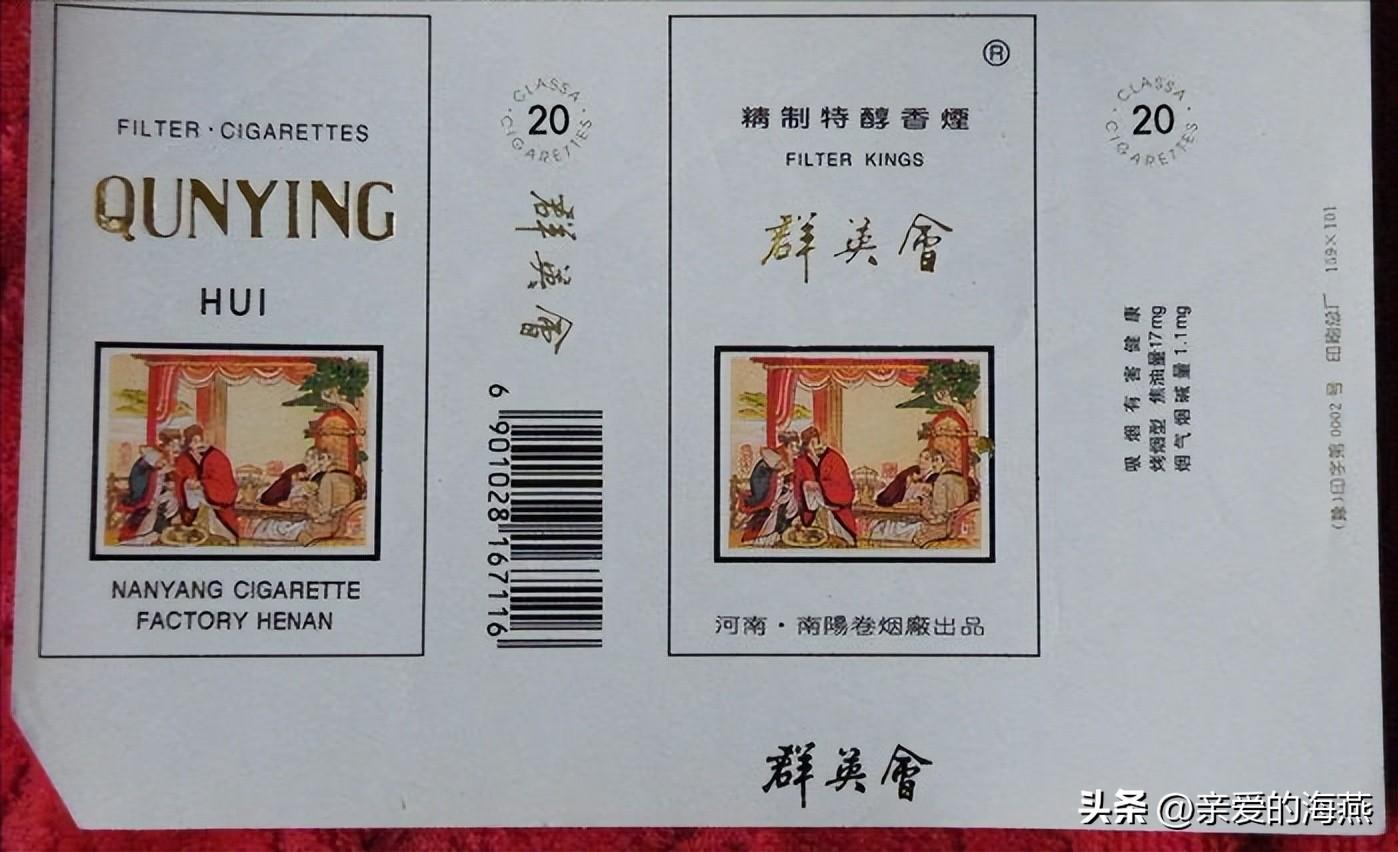 FILTER·CIGARETTES
QUNYING
HUI
NANYANG CIGARETTE
FACTORY HENAN
·CLASSA·
20
CIGARETTES
群英會
6 901028 167116
®
精制特醇香煙
FILTER KINGS
群英會
河南·南陽卷烟廠出品
群英會
·CLASSA·
20
CIGARETTES
吸烟有害健康
烤烟型 焦油量17mg
烟气烟碱量1.1mg
(豫)印字第0002号 印刷总厂 169×101
头条 @亲爱的海燕